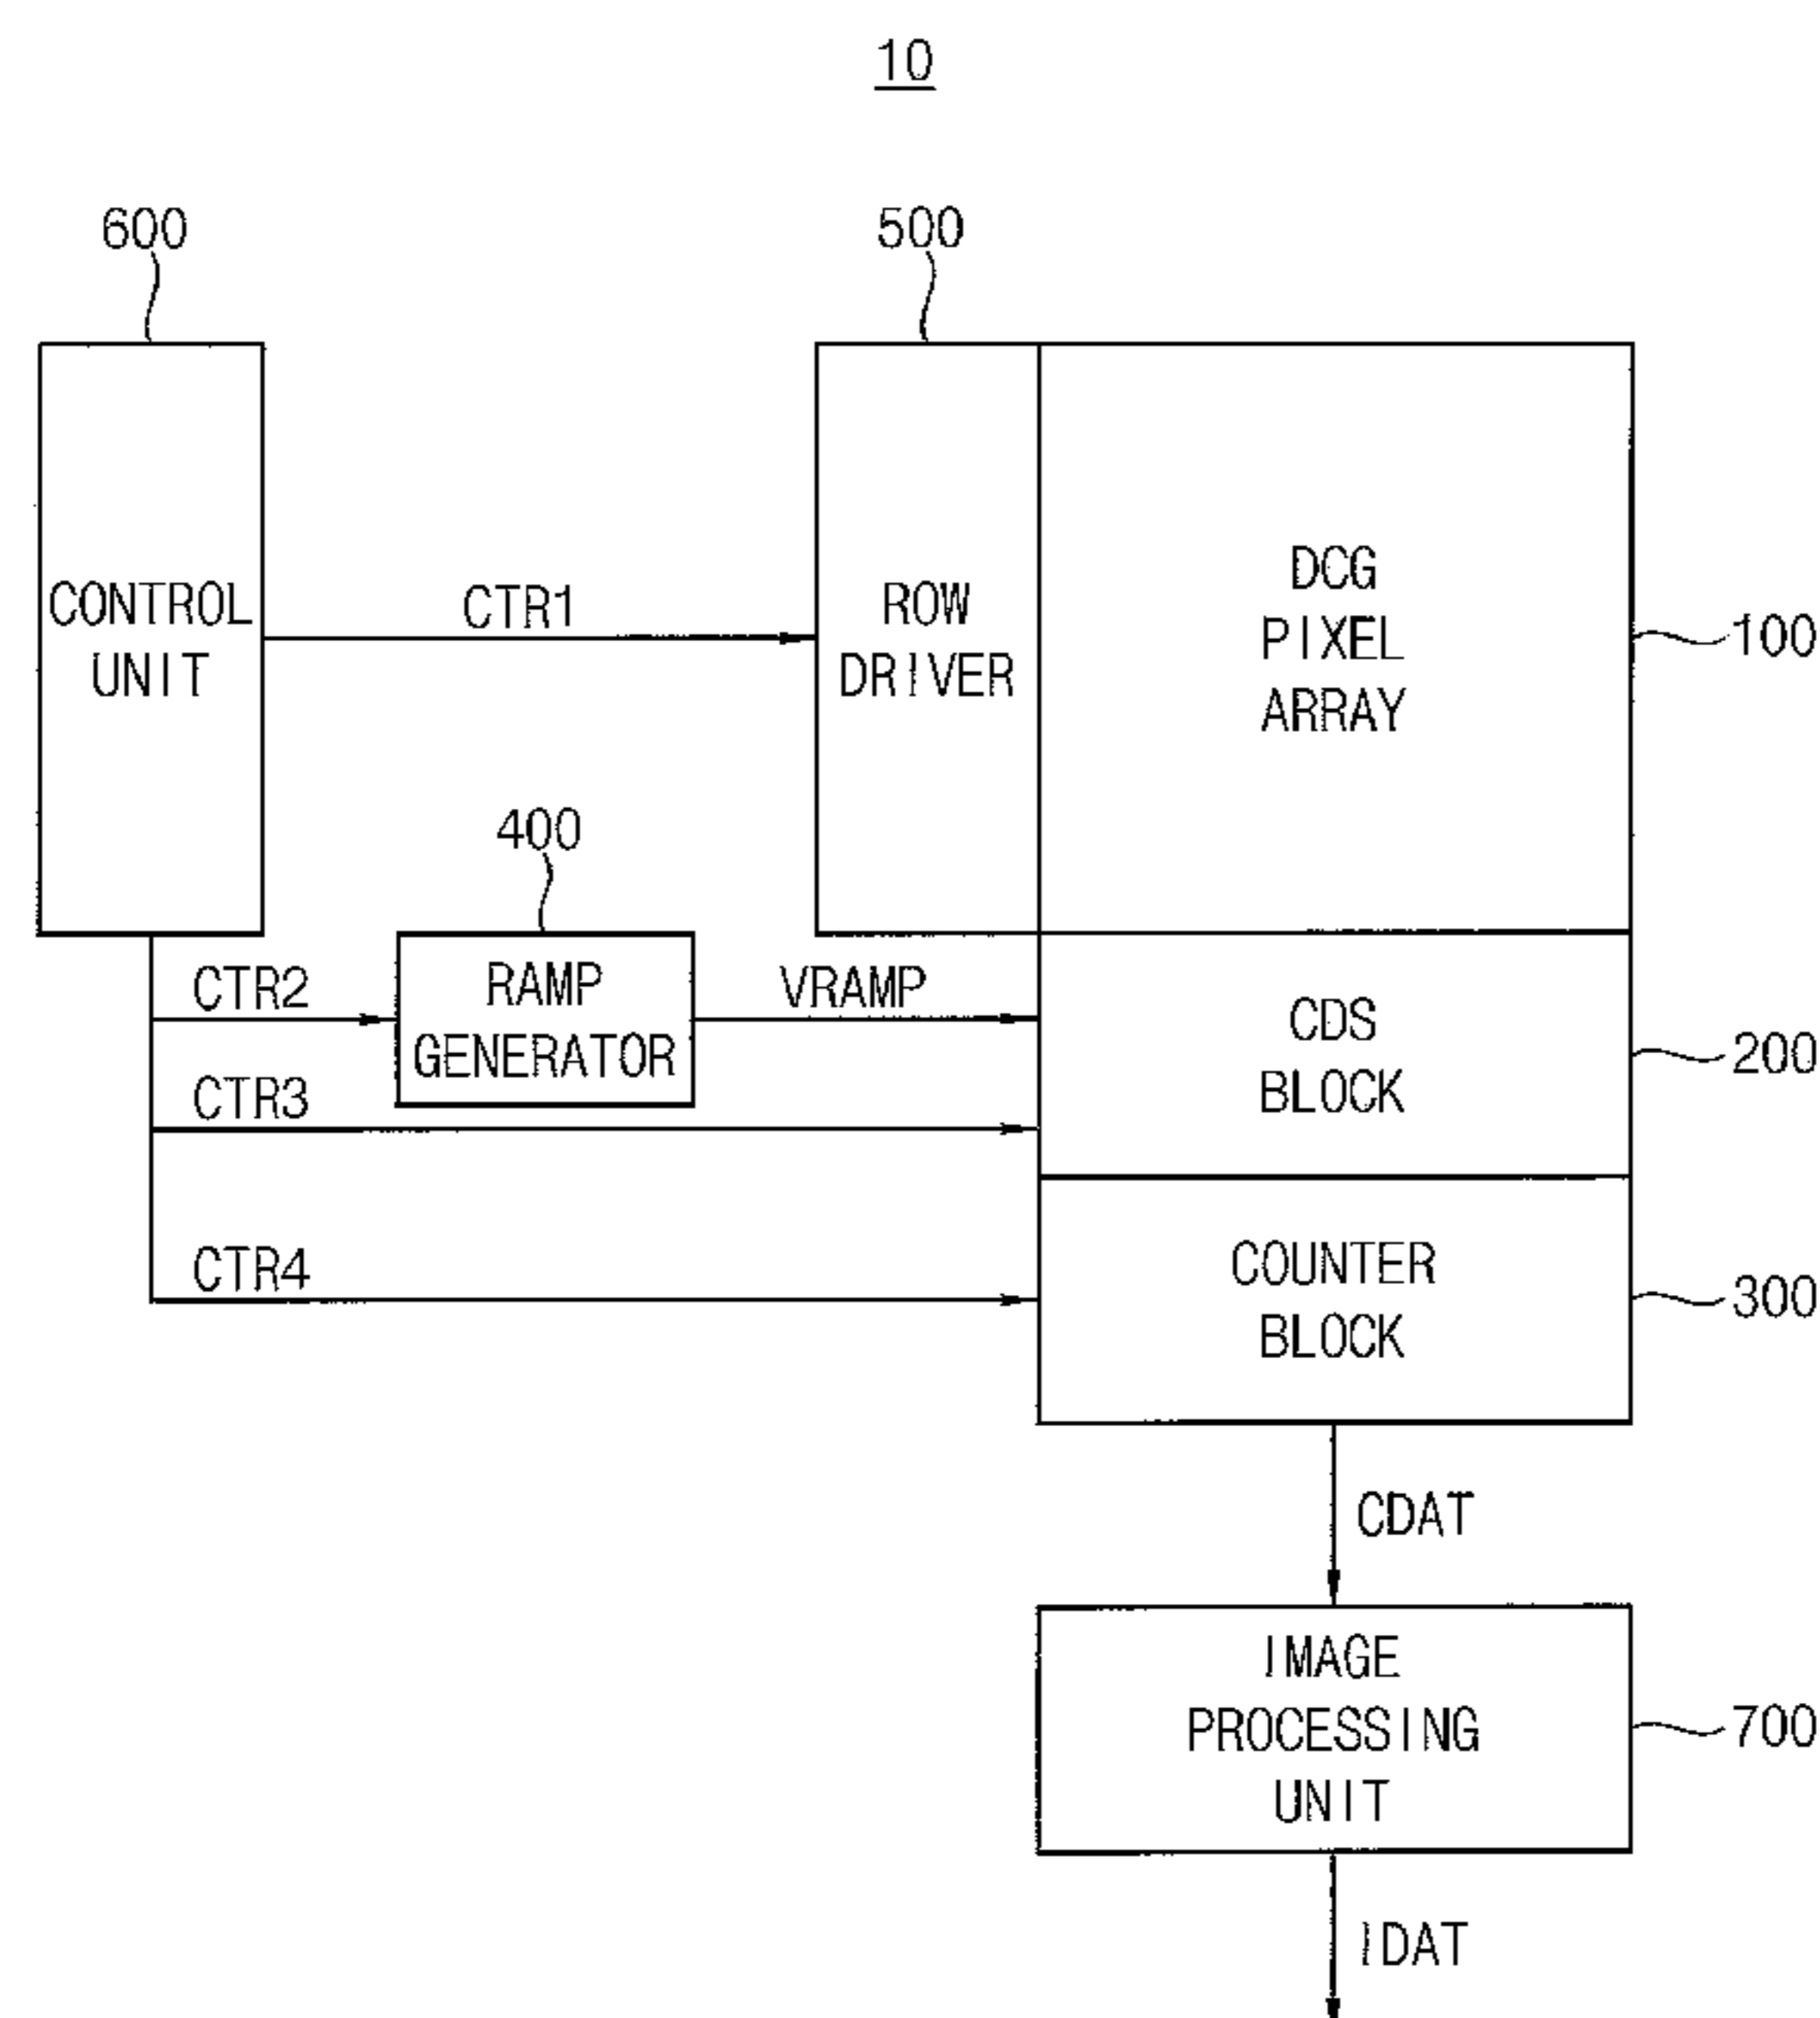 10
600
500
CONTROL
UNIT
CTR1
ROW
DRIVER
DCG
PIXEL
ARRAY
100
400
CTR2
RAMP
GENERATOR
VRAMP
CDS
BLOCK
200
CTR3
CTR4
COUNTER
BLOCK
300
CDAT
IMAGE
PROCESSING
UNIT
700
IDAT